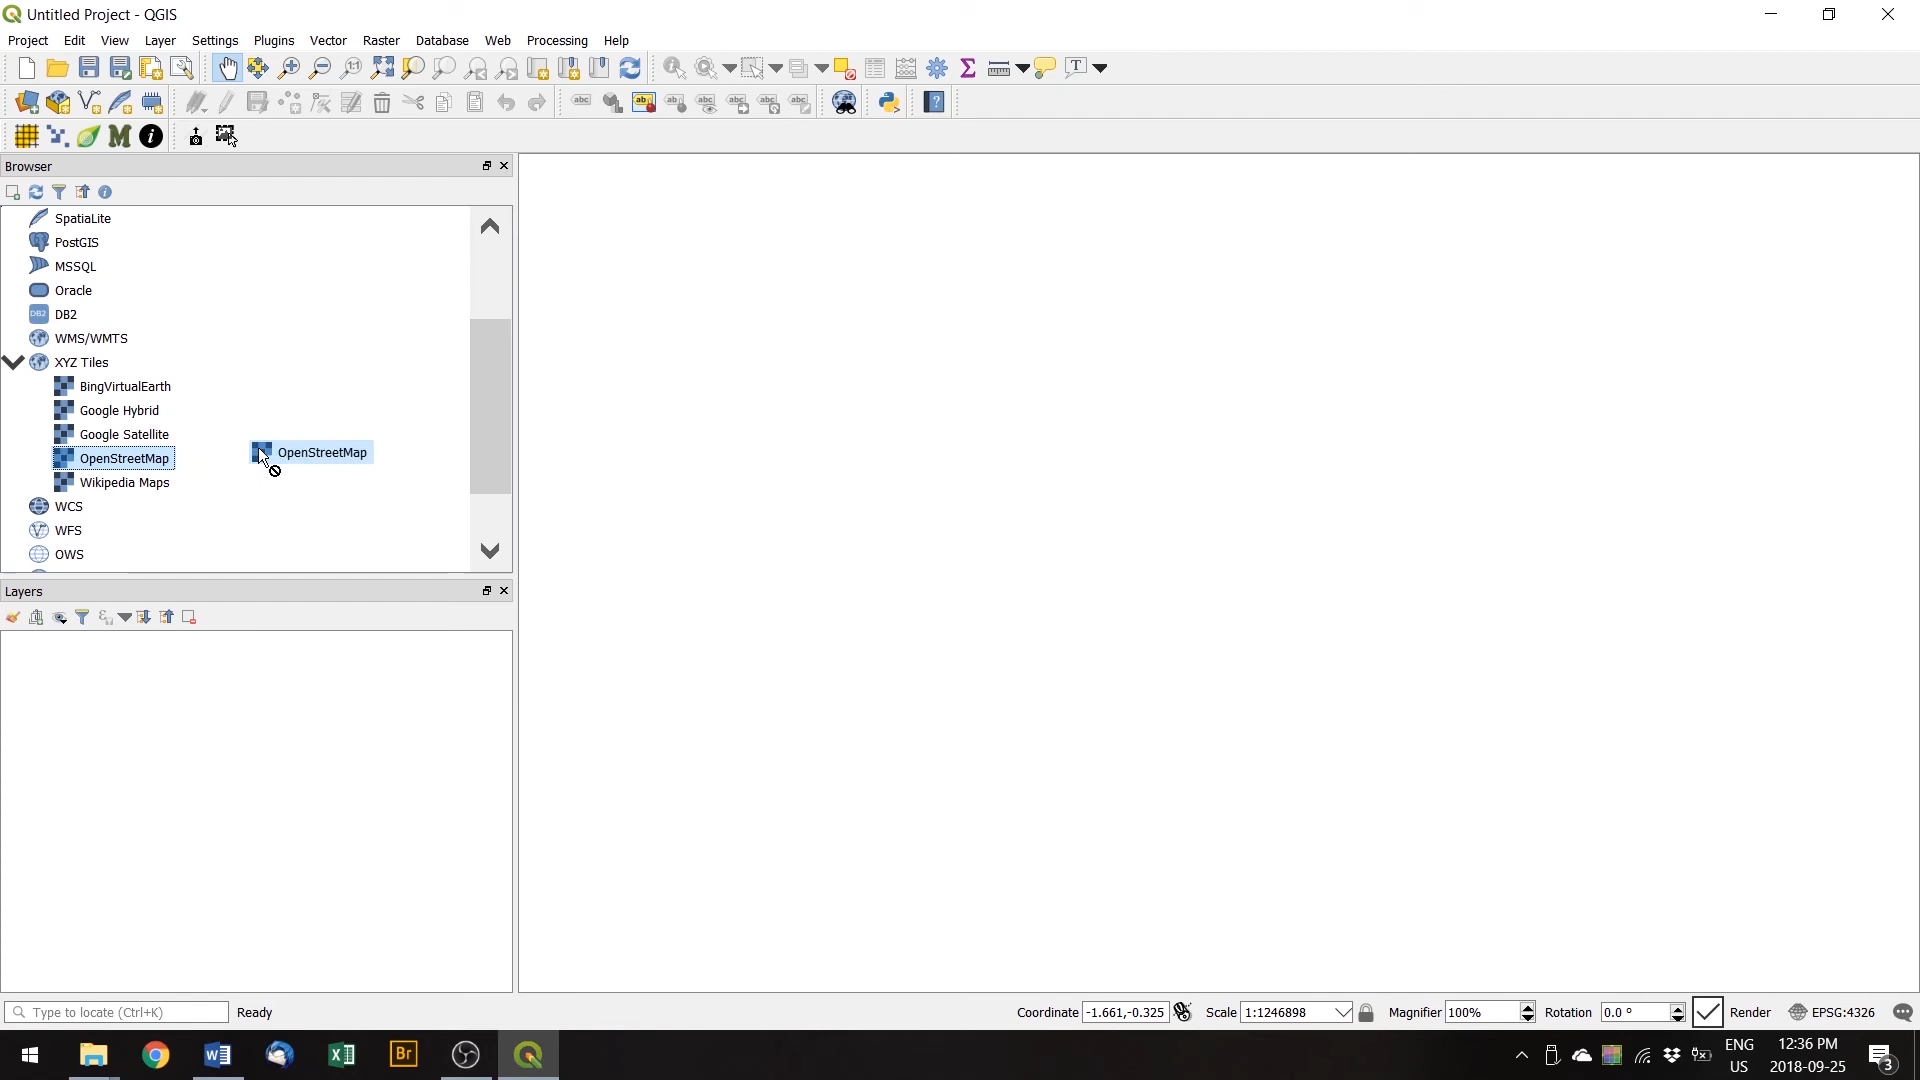 Untitled Project - QGIS
Project Edit View Layer Settings Plugins Vector Raster Database Web Processing Help
Browser
SpatiaLite
PostGIS
MSSQL
Oracle
DB2 DB2
WMS/WMTS
XYZ Tiles
BingVirtualEarth
Google Hybrid
Google Satellite
OpenStreetMap OpenStreetMap
Wikipedia Maps
WCS
WFS
OWS
Layers
Type to locate (Ctrl+K) Ready Coordinate -1.661,-0.325 Scale 1:1246898 Magnifier 100% Rotation 0.0 ° Render EPSG:4326
Br ENG 12:36 PM
US 2018-09-25 3